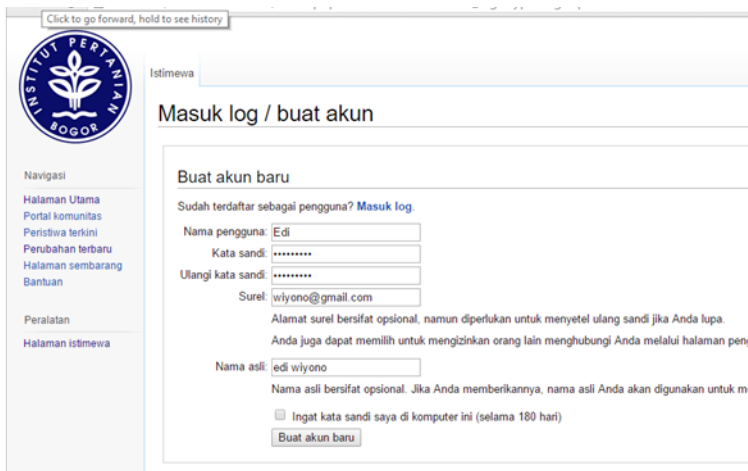 Click to go forward, hold to see history
INSTITUT PERTANIAN
BOGOR
Istimewa
Masuk log / buat akun
Navigasi
Halaman Utama
Portal komunitas
Peristiwa terkini
Perubahan terbaru
Halaman sembarang
Bantuan
Peralatan
Halaman istimewa
Buat akun baru
Sudah terdaftar sebagai pengguna? Masuk log.
Nama pengguna: Edi
Kata sandi: •••••••••
Ulangi kata sandi: •••••••••
Surel: wiyono@gmail.com
Alamat surel bersifat opsional, namun diperlukan untuk menyetel ulang sandi jika Anda lupa.
Anda juga dapat memilih untuk mengizinkan orang lain menghubungi Anda melalui halaman
Nama asli: edi wiyono
Nama asli bersifat opsional. Jika Anda memberikannya, nama asli Anda akan digunakan untuk
Ingat kata sandi saya di komputer ini (selama 180 hari)
Buat akun baru